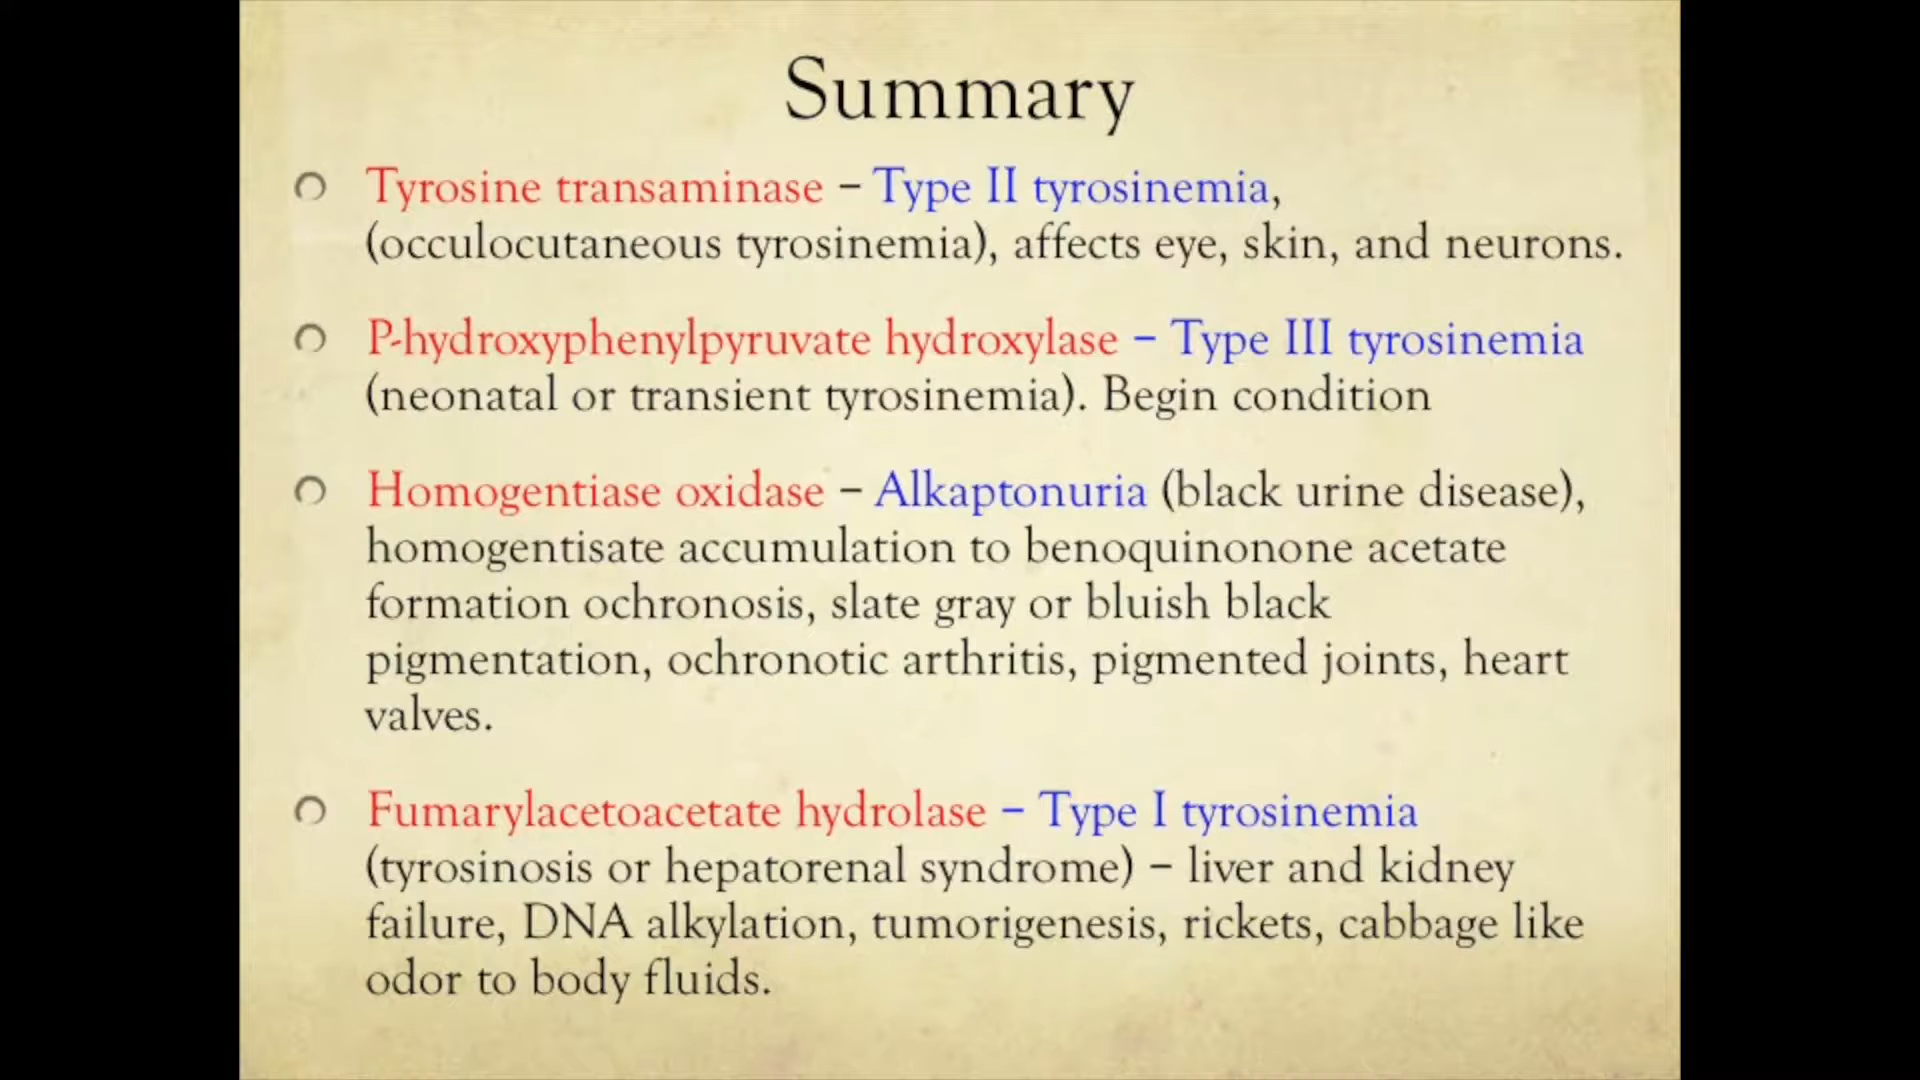 Summary
Tyrosine transaminase – Type II tyrosinemia,
(occulocutaneous tyrosinemia), affects eye, skin, and neurons.
P-hydroxyphenylpyruvate hydroxylase – Type III tyrosinemia
(neonatal or transient tyrosinemia). Begin condition
Homogentiase oxidase – Alkaptonuria (black urine disease),
homogentisate accumulation to benoquinonone acetate
formation ochronosis, slate gray or bluish black
pigmentation, ochronotic arthritis, pigmented joints, heart
valves.
Fumarylacetoacetate hydrolase – Type I tyrosinemia
(tyrosinosis or hepatorenal syndrome) – liver and kidney
failure, DNA alkylation, tumorigenesis, rickets, cabbage like
odor to body fluids.